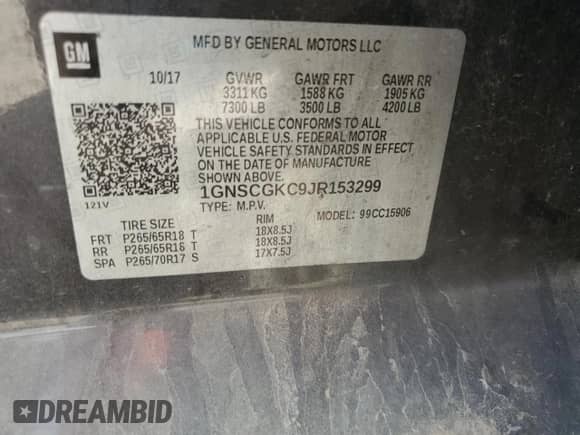 GM
MFD BY GENERAL MOTORS LLC
10/17 GVWR GAWR FRT GAWR RR
3311 KG 1588 KG 1905 KG
7300 LB 3500 LB 4200 LB
THIS VEHICLE CONFORMS TO ALL
APPLICABLE U.S. FEDERAL MOTOR
VEHICLE SAFETY STANDARDS IN EFFECT
ON THE DATE OF MANUFACTURE
SHOWN ABOVE.
1GNSCGKC9JR153299
121V
TYPE: M.P.V. MODEL: 99CC15906
TIRE SIZE RIM
FRT P265/65R18 T 18X8.5J
RR P265/65R18 T 18X8.5J
SPA P265/70R17 S 17X7.5J
DREAMBID